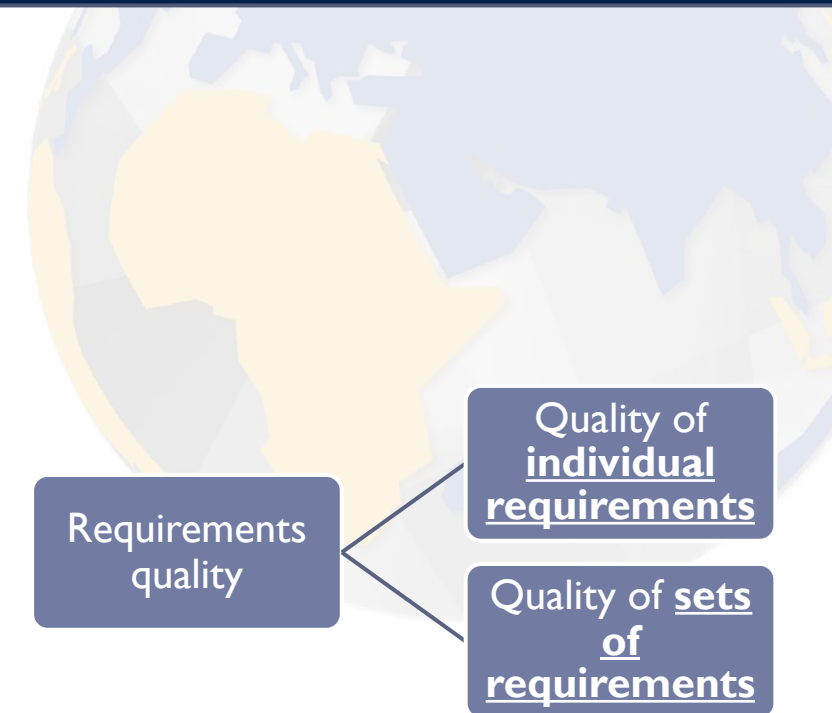 Quality of
individual
requirements
Requirements
quality
Quality of sets
of
requirements